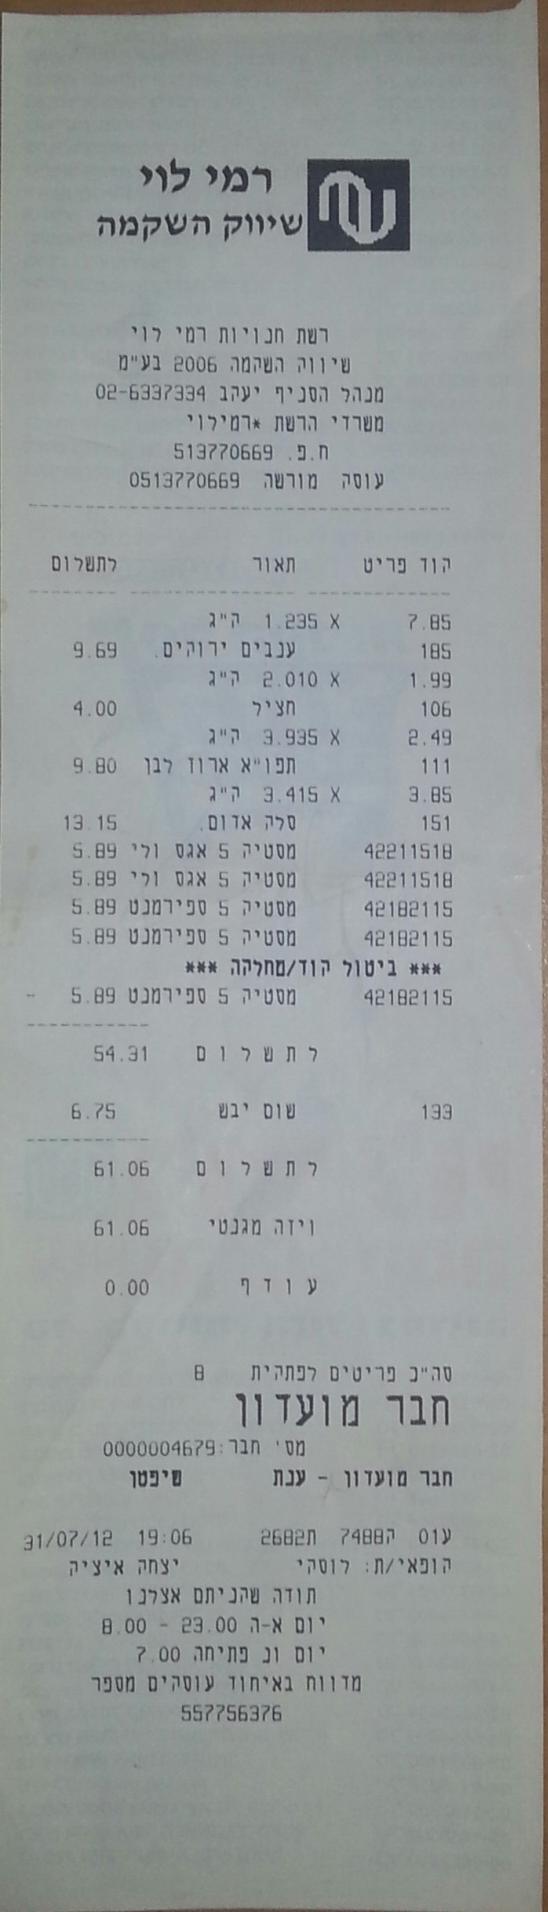 רמי לוי
שיווק השקמה
רשת חנויות רמי לוי
שיווק השקמה 2006 בע"מ
מנהל הסניף יעקב 02-6337334
משרדי הרשת *רמילוי
ח.פ. 513770669
עוסק מורשה 0513770669
קוד פריט תאור לתשלום
7.85 X 1.235 ק"ג
185 ענבים ירוקים. 9.69
1.99 X 2.010 ק"ג
106 חציל 4.00
2.49 X 3.935 ק"ג
111 תפו"א ארוז לבן 9.80
3.85 X 3.415 ק"ג
151 סלק אדום. 13.15
42211518 מסטיק 5 אגס ולי 5.89
42211518 מסטיק 5 אגס ולי 5.89
42182115 מסטיק 5 ספירמנט 5.89
42182115 מסטיק 5 ספירמנט 5.89
*** ביטול קוד/מחלקה ***
42182115 מסטיק 5 ספירמנט 5.89 -
לתשלום 54.31
133 שום יבש 6.75
לתשלום 61.06
ויזה מגנטי 61.06
עודף 0.00
סה"כ פריטים לפתקית 8
חבר מועדון
מס' חבר:0000004679
חבר מועדון - ענת שיפטן
עס01 ק7488 ת2682 19:06 31/07/12
קופאי/ת: לוסקי יצחק איציק
תודה שקניתם אצלנו
יום א-ה 23.00 - 8.00
יום ונ פתיחה 7.00
מדווח באיחוד עוסקים מספר
557756376